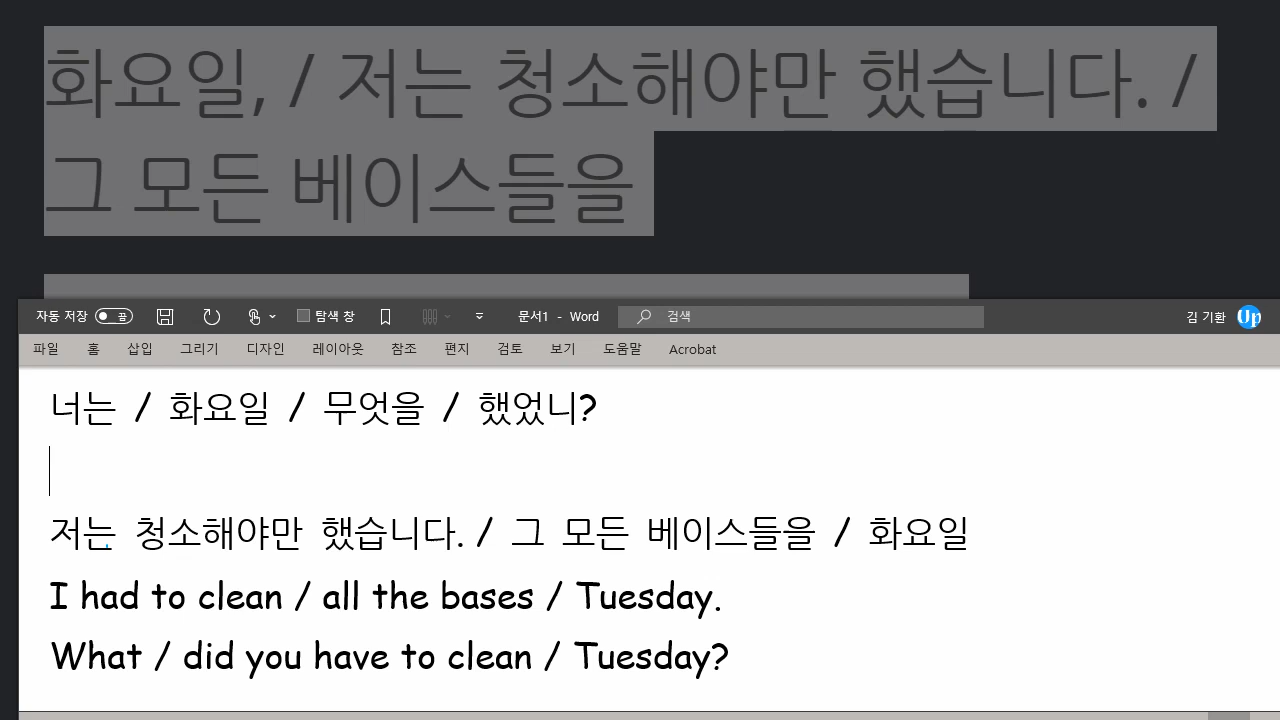 화요일, / 저는 청소해야만 했습니다. /
그 모든 베이스들을
자동 저장 끔 탐색 창 문서1 - Word 검색 김 기환 Up
파일 홈 삽입 그리기 디자인 레이아웃 참조 편지 검토 보기 도움말 Acrobat
너는 / 화요일 / 무엇을 / 했었니?
저는 청소해야만 했습니다. / 그 모든 베이스들을 / 화요일
I had to clean / all the bases / Tuesday.
What / did you have to clean / Tuesday?